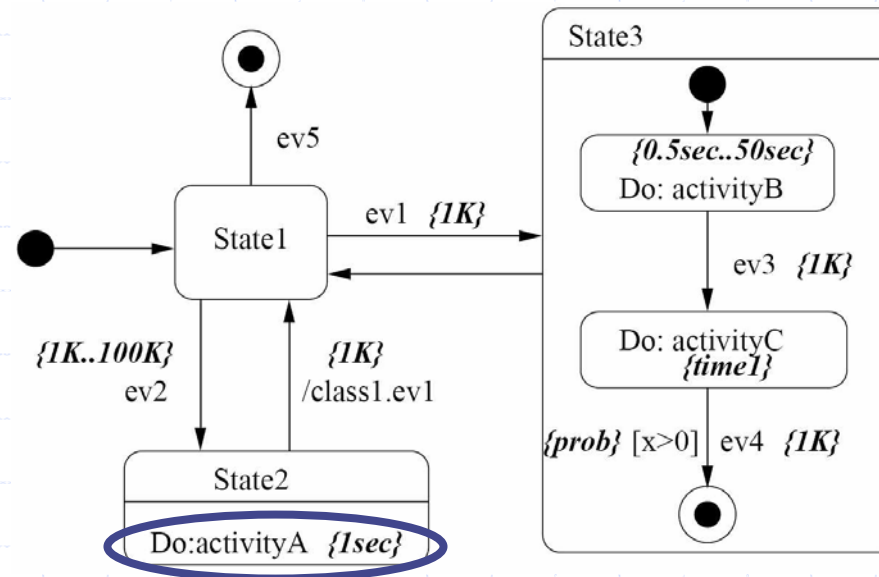 State3
ev5
{0.5sec..50sec}
Do: activityB
State1
ev1 {1K}
ev3 {1K}
{1K..100K}
ev2
{1K}
/class1.ev1
Do: activityC
{time1}
{prob} [x>0] ev4 {1K}
State2
Do:activityA {1sec}